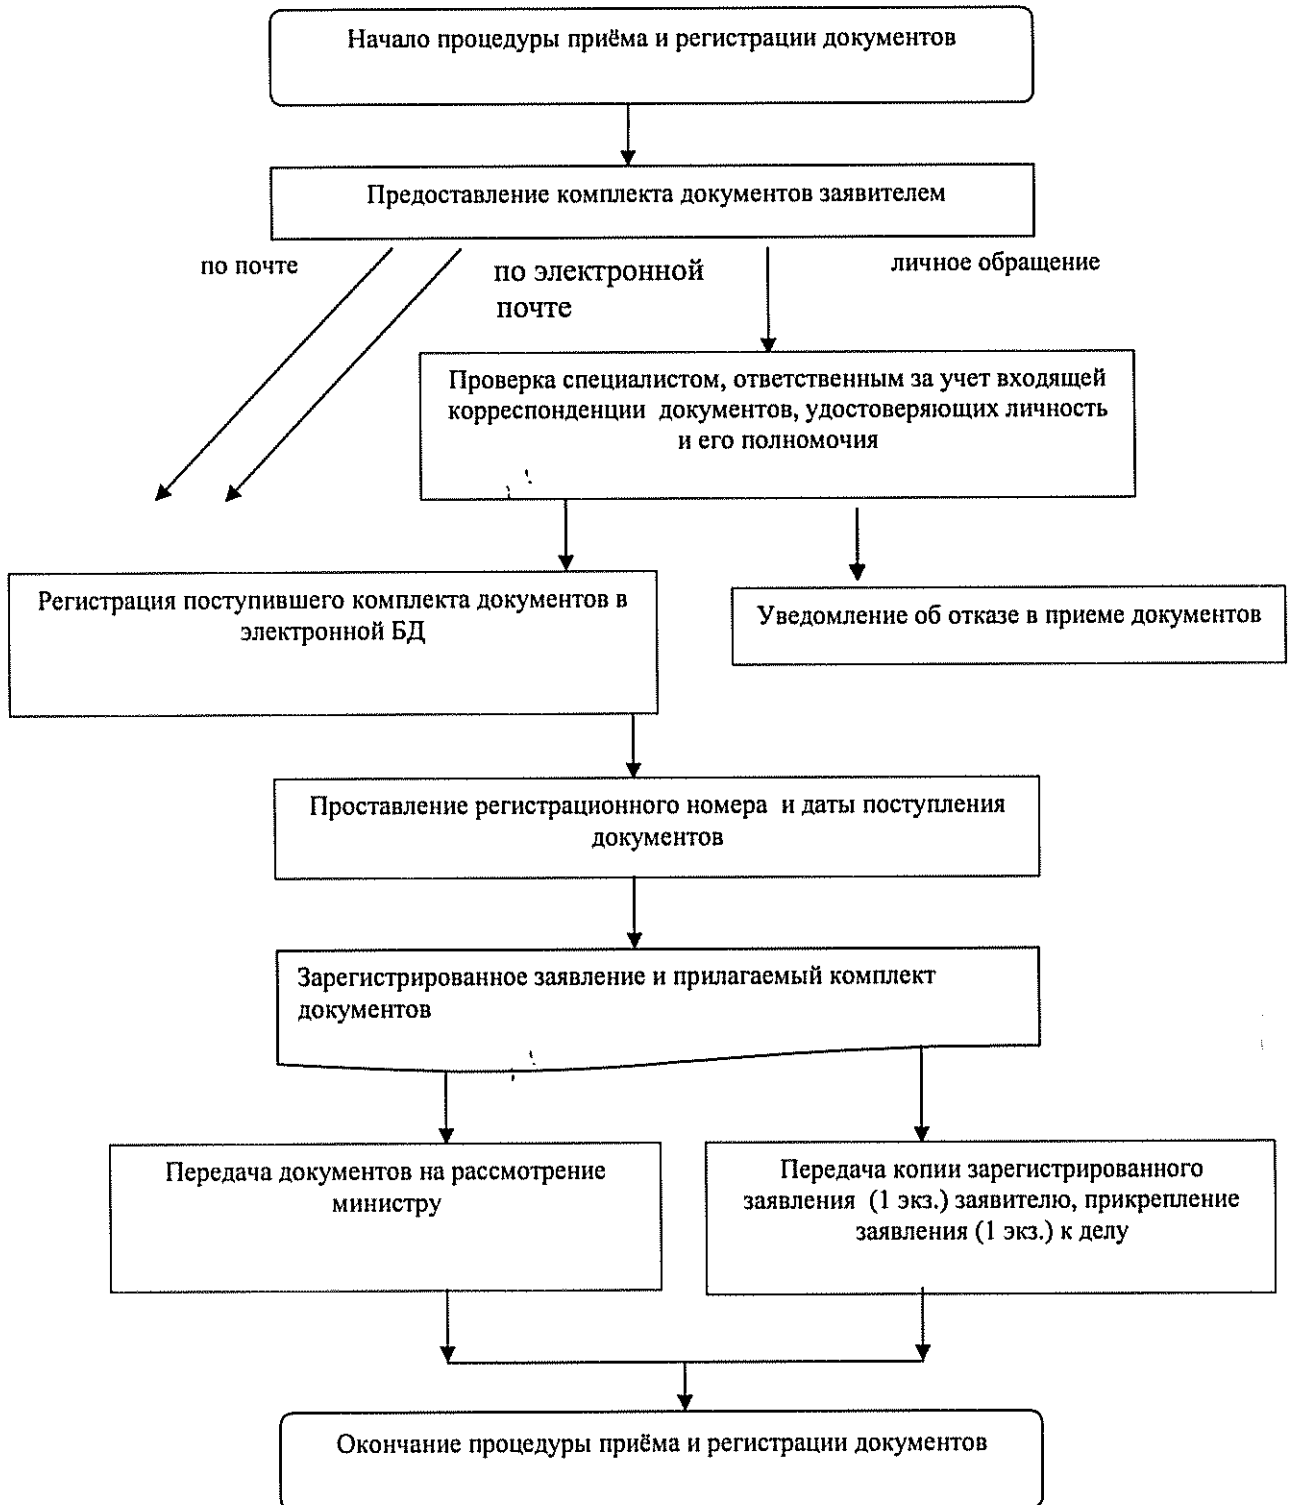 Начало процедуры приёма и регистрации документов
Предоставление комплекта документов заявителем
по почте
по электронной
почте
личное обращение
Проверка специалистом, ответственным за учет входящей
корреспонденции документов, удостоверяющих личность
и его полномочия
Регистрация поступившего комплекта документов в
электронной БД
Уведомление об отказе в приеме документов
Проставление регистрационного номера и даты поступления
документов
Зарегистрированное заявление и прилагаемый комплект
документов
Передача документов на рассмотрение
министру
Передача копии зарегистрированного
заявления (1 экз.) заявителю, прикрепление
заявления (1 экз.) к делу
Окончание процедуры приёма и регистрации документов